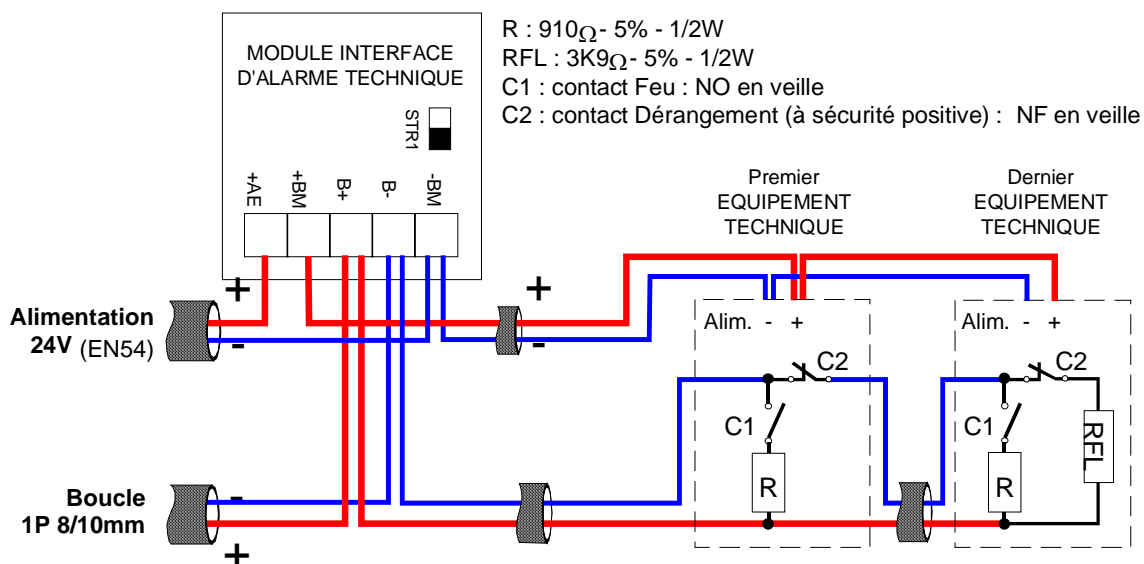 MODULE INTERFACE
D'ALARME TECHNIQUE
STR1
+AE
+BM
B+
B-
-BM
R : 910Ω- 5% - 1/2W
RFL : 3K9Ω- 5% - 1/2W
C1 : contact Feu : NO en veille
C2 : contact Dérangement (à sécurité positive) : NF en veille
Premier
EQUIPEMENT
TECHNIQUE
Dernier
EQUIPEMENT
TECHNIQUE
+
-
+
-
Alimentation
24V (EN54)
Alim. - +
C2
C1
R
Alim. - +
C2
C1
R
RFL
Boucle
1P 8/10mm
-
+